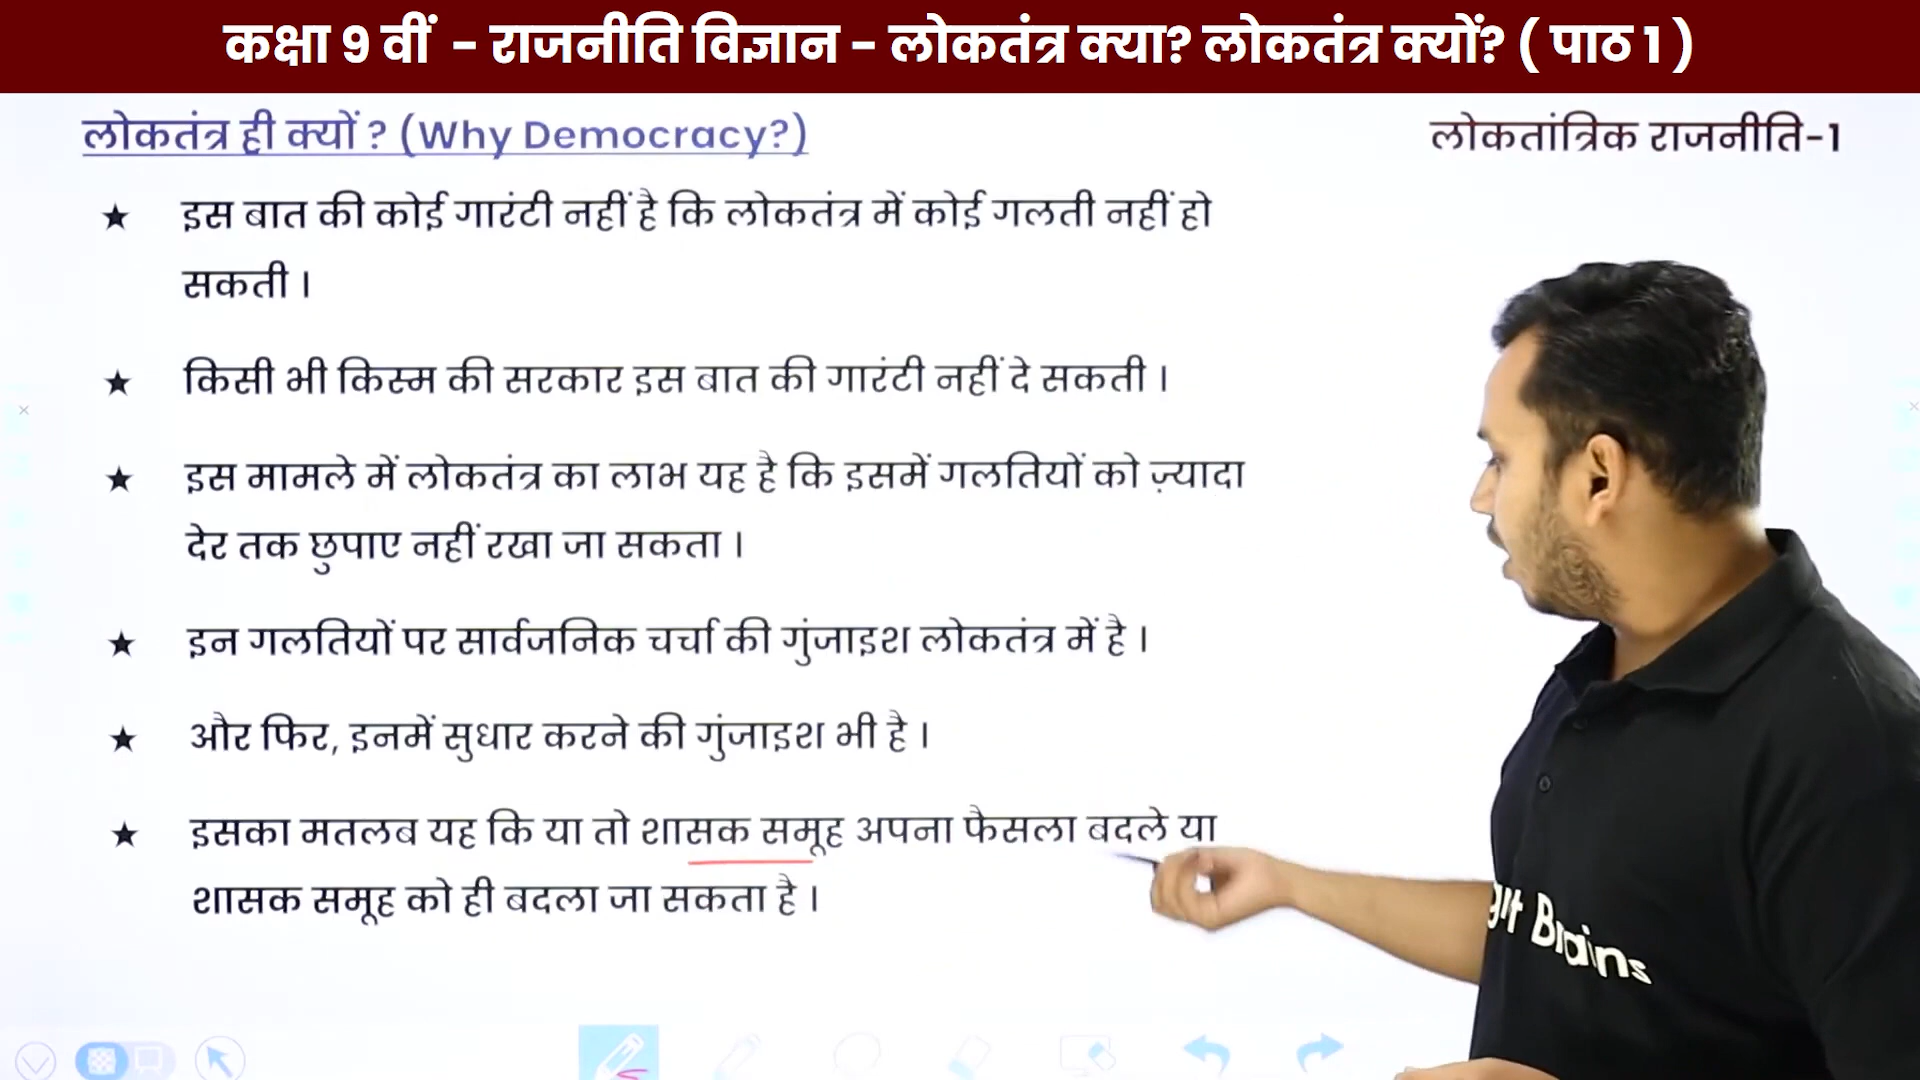 कक्षा 9 वीं - राजनीति विज्ञान - लोकतंत्र क्या? लोकतंत्र क्यों? ( पाठ 1 )
लोकतंत्र ही क्यों ? (Why Democracy?)
लोकतांत्रिक राजनीति-1
★ इस बात की कोई गारंटी नहीं है कि लोकतंत्र में कोई गलती नहीं हो
सकती ।
★ किसी भी किस्म की सरकार इस बात की गारंटी नहीं दे सकती ।
★ इस मामले में लोकतंत्र का लाभ यह है कि इसमें गलतियों को ज़्यादा
देर तक छुपाए नहीं रखा जा सकता ।
★ इन गलतियों पर सार्वजनिक चर्चा की गुंजाइश लोकतंत्र में है ।
★ और फिर, इनमें सुधार करने की गुंजाइश भी है ।
★ इसका मतलब यह कि या तो शासक समूह अपना फैसला बदले या
शासक समूह को ही बदला जा सकता है ।
Brains